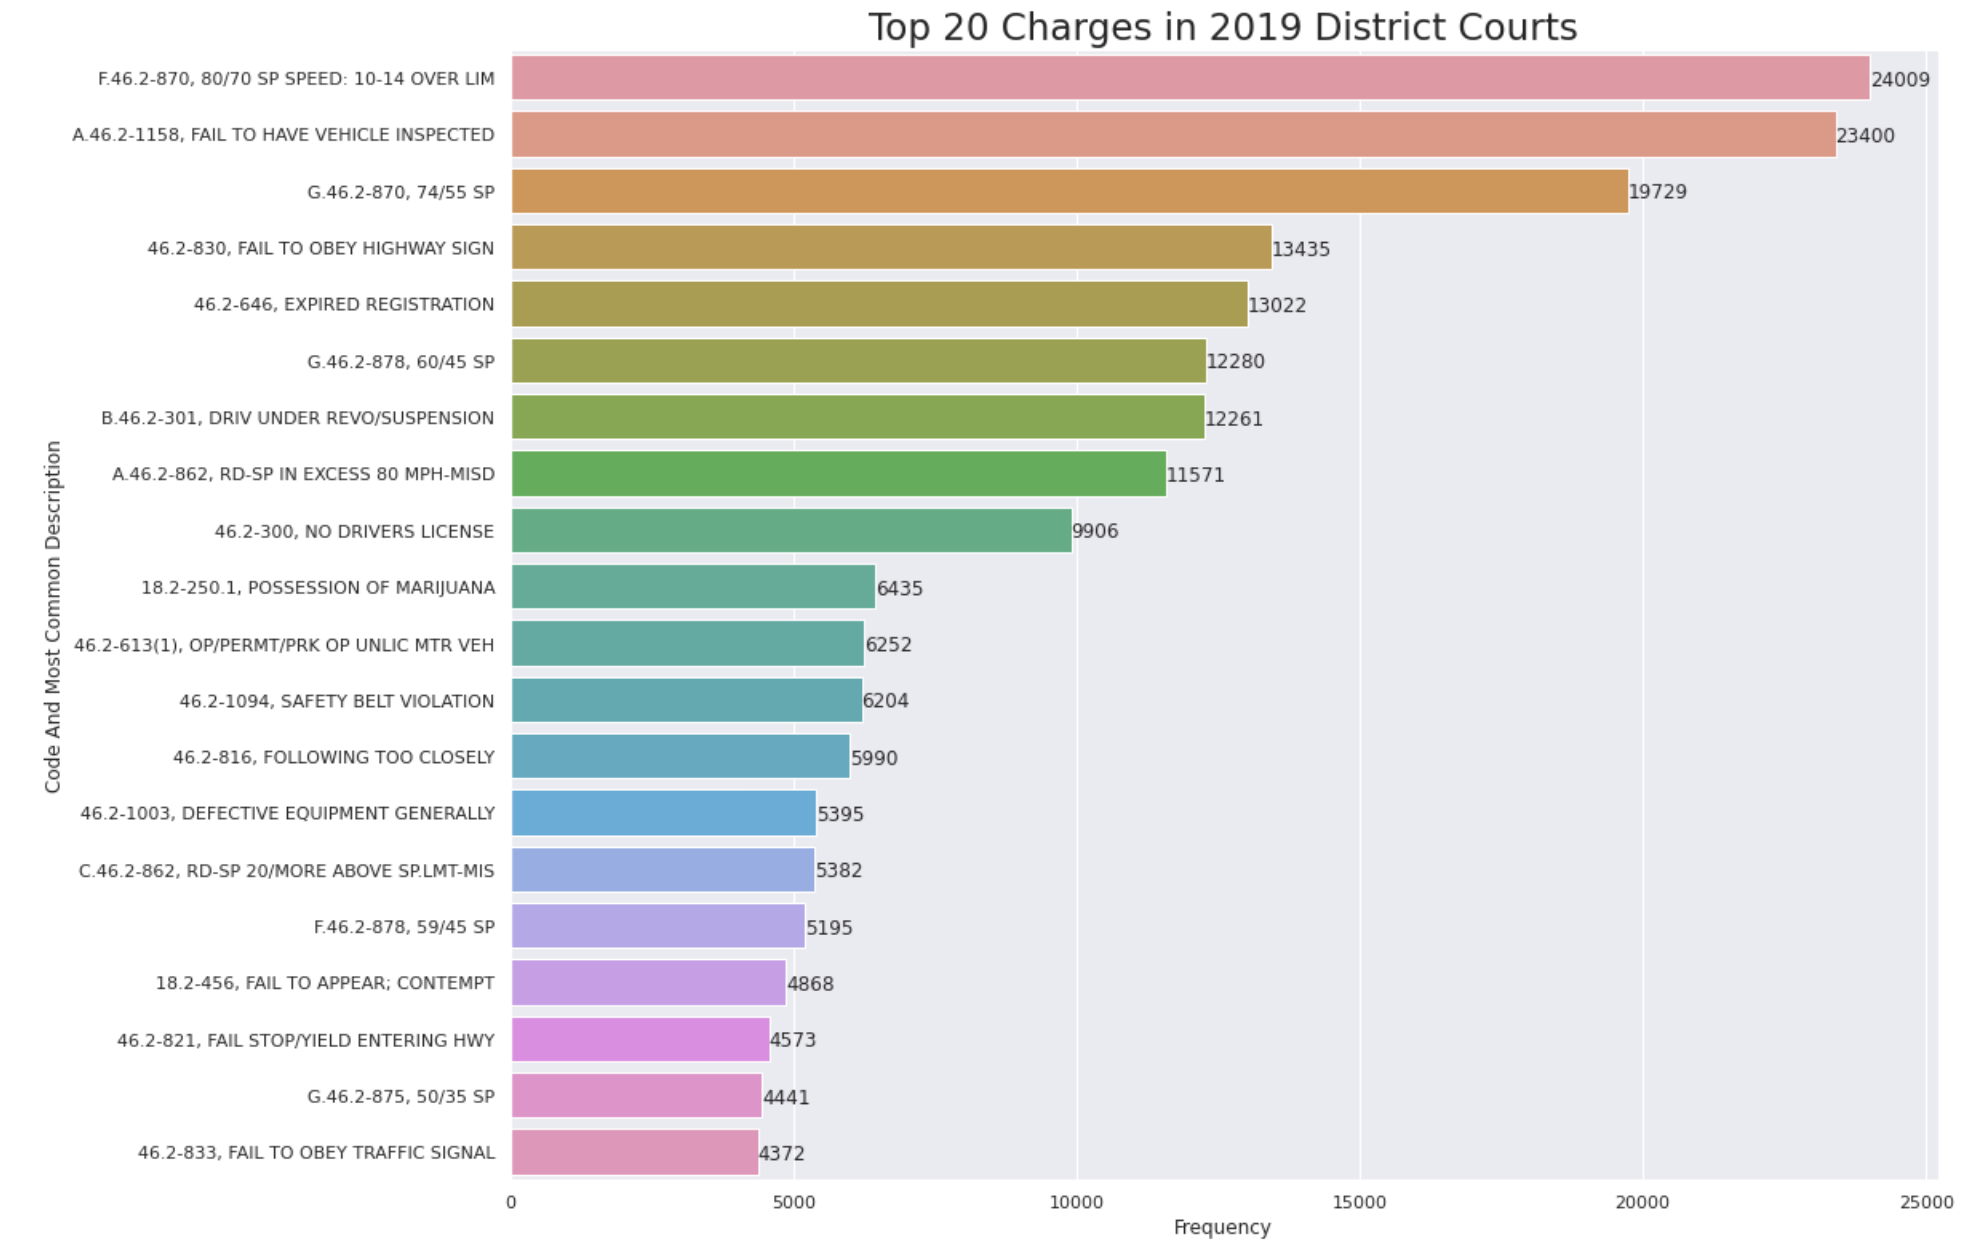 Top 20 Charges in 2019 District Courts
F.46.2-870, 80/70 SP SPEED: 10-14 OVER LIM 24009
A.46.2-1158, FAIL TO HAVE VEHICLE INSPECTED 23400
G.46.2-870, 74/55 SP 19729
46.2-830, FAIL TO OBEY HIGHWAY SIGN 13435
46.2-646, EXPIRED REGISTRATION 13022
G.46.2-878, 60/45 SP 12280
B.46.2-301, DRIV UNDER REVO/SUSPENSION 12261
A.46.2-862, RD-SP IN EXCESS 80 MPH-MISD 11571
46.2-300, NO DRIVERS LICENSE 9906
18.2-250.1, POSSESSION OF MARIJUANA 6435
46.2-613(1), OP/PERMT/PRK OP UNLIC MTR VEH 6252
46.2-1094, SAFETY BELT VIOLATION 6204
46.2-816, FOLLOWING TOO CLOSELY 5990
46.2-1003, DEFECTIVE EQUIPMENT GENERALLY 5395
C.46.2-862, RD-SP 20/MORE ABOVE SP.LMT-MIS 5382
F.46.2-878, 59/45 SP 5195
18.2-456, FAIL TO APPEAR; CONTEMPT 4868
46.2-821, FAIL STOP/YIELD ENTERING HWY 4573
G.46.2-875, 50/35 SP 4441
46.2-833, FAIL TO OBEY TRAFFIC SIGNAL 4372
Code And Most Common Description
0 5000 10000 15000 20000 25000
Frequency